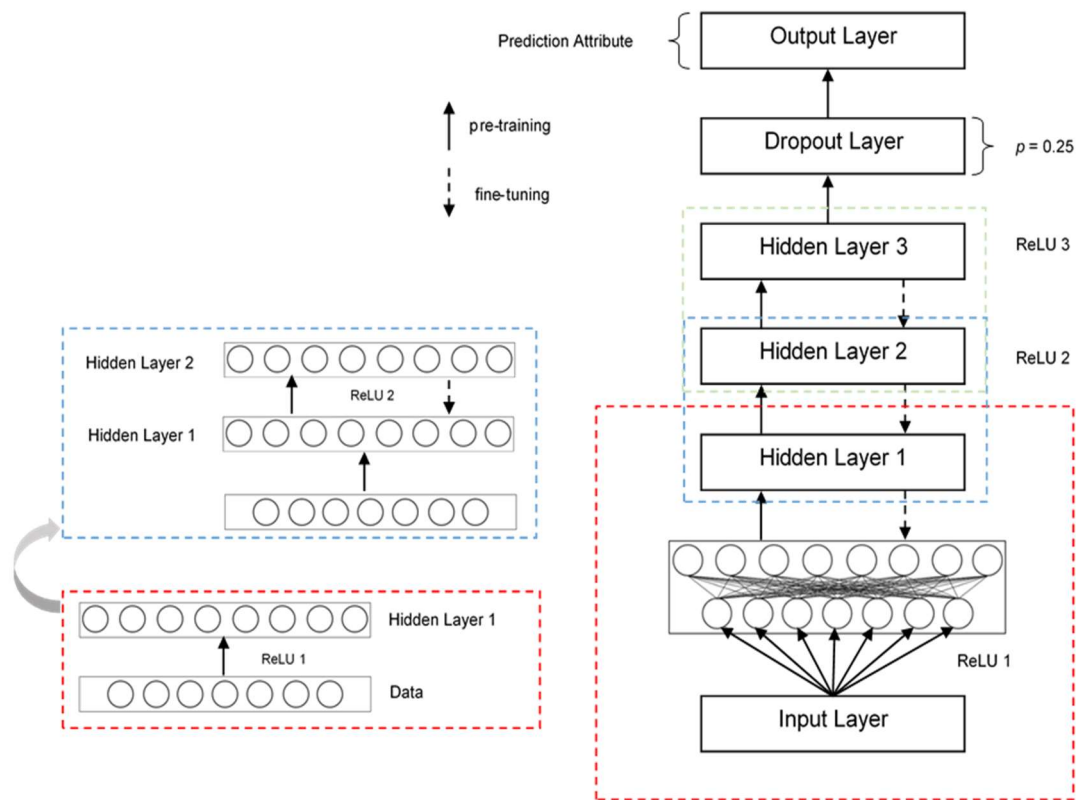 Prediction Attribute
Output Layer
pre-training
Dropout Layer
p = 0.25
fine-tuning
Hidden Layer 3
ReLU 3
Hidden Layer 2
ReLU 2
Hidden Layer 1
ReLU 1
Input Layer
Hidden Layer 2
ReLU 2
Hidden Layer 1
Hidden Layer 1
ReLU 1
Data